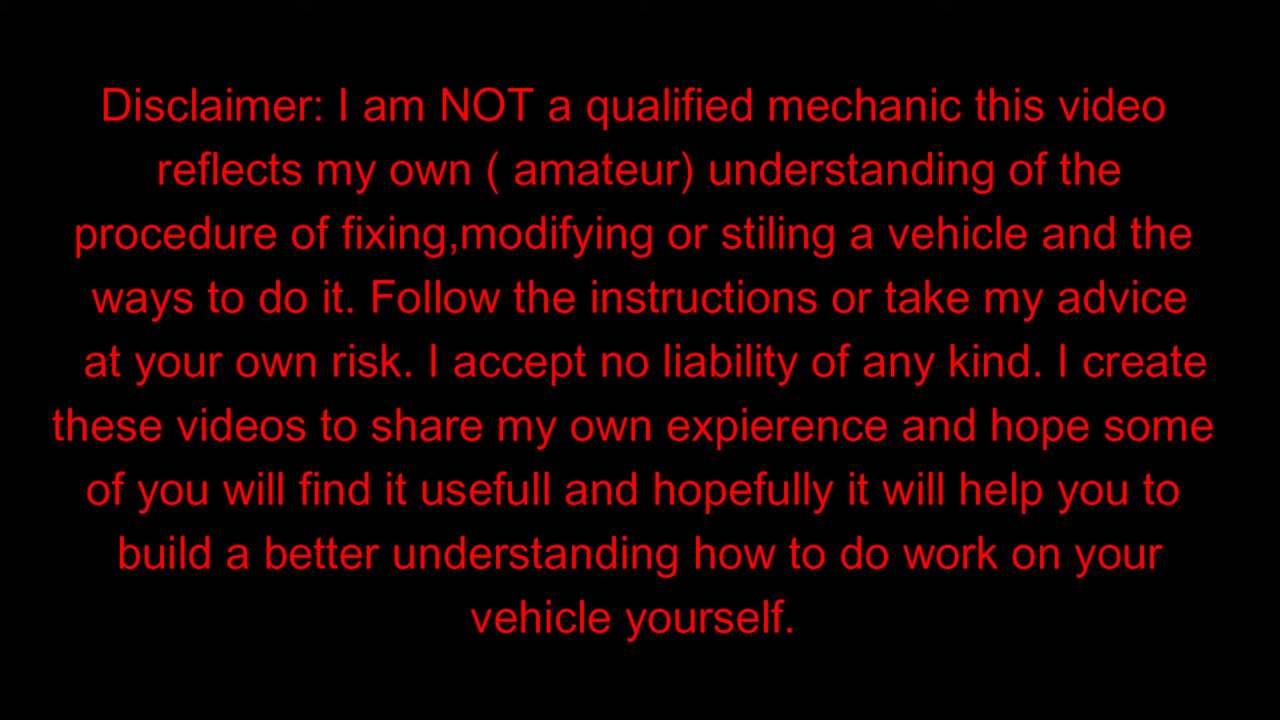 Disclaimer: I am NOT a qualified mechanic this video
reflects my own ( amateur) understanding of the
procedure of fixing,modifying or stiling a vehicle and the
ways to do it. Follow the instructions or take my advice
at your own risk. I accept no liability of any kind. I create
these videos to share my own expierence and hope some
of you will find it usefull and hopefully it will help you to
build a better understanding how to do work on your
vehicle yourself.